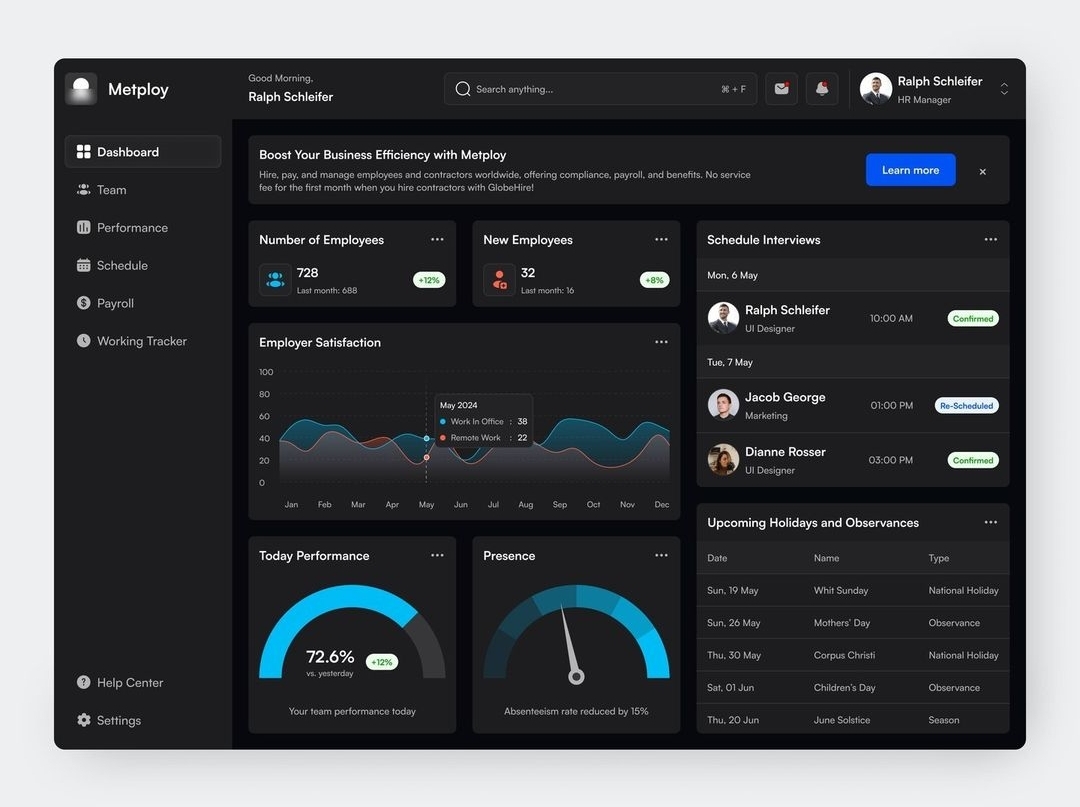 Metploy
Good Morning,
Ralph Schleifer
Search anything...
⌘ + F
Ralph Schleifer
HR Manager
Dashboard
Team
Performance
Schedule
Payroll
Working Tracker
Help Center
Settings
Boost Your Business Efficiency with Metploy
Hire, pay, and manage employees and contractors worldwide, offering compliance, payroll, and benefits. No service
fee for the first month when you hire contractors with GlobeHire!
Learn more
Number of Employees
728
Last month: 688
+12%
New Employees
32
Last month: 16
+8%
Employer Satisfaction
100
80
60
40
20
0
May 2024
Work In Office : 38
Remote Work : 22
Jan Feb Mar Apr May Jun Jul Aug Sep Oct Nov Dec
Today Performance
72.6%
+12%
vs. yesterday
Your team performance today
Presence
Absenteeism rate reduced by 15%
Schedule Interviews
Mon, 6 May
Ralph Schleifer
UI Designer
10:00 AM
Confirmed
Tue, 7 May
Jacob George
Marketing
01:00 PM
Re-Scheduled
Dianne Rosser
UI Designer
03:00 PM
Confirmed
Upcoming Holidays and Observances
Date Name Type
Sun, 19 May Whit Sunday National Holiday
Sun, 26 May Mothers' Day Observance
Thu, 30 May Corpus Christi National Holiday
Sat, 01 Jun Children's Day Observance
Thu, 20 Jun June Solstice Season